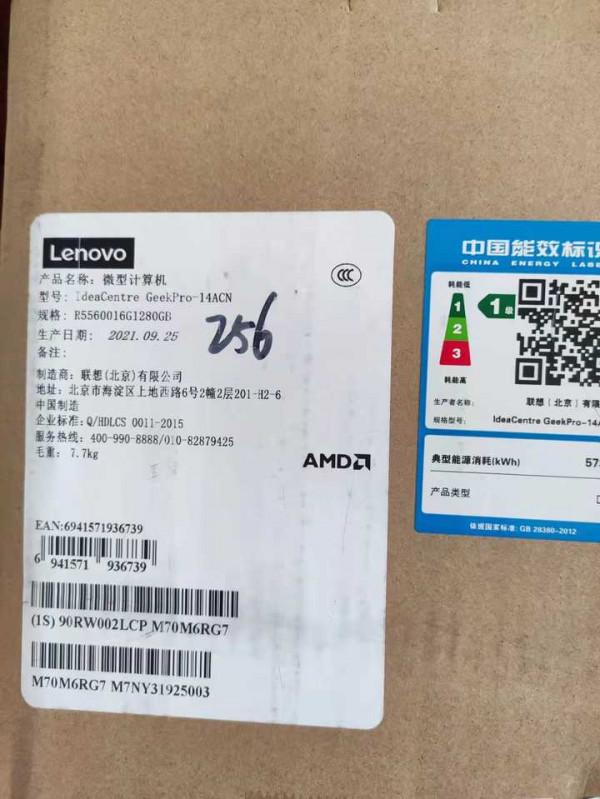 Lenovo
产品名称：微型计算机
型号：IdeaCentre GeekPro-14ACN
规格：R5560016G1280GB
生产日期：2021.09.25
256
备注：
制造商：联想(北京)有限公司
地址：北京市海淀区上地西路6号2幢2层201-H2-6
中国制造
企业标准：Q/HDLCS 0011-2015
服务热线：400-990-8888/010-82879425
毛重：7.7kg
AMD
EAN:6941571936739
6 941571 936739
(1S) 90RW002LCP M70M6RG7
M70M6RG7 M7NY31925003
CCC
中国能效标识
CHINA ENERGY LABE
耗能低
1
1级
2
3
耗能高
生产者名称：
联想（北京）有限
规格型号：
IdeaCentre GeekPro-14A
典型能源消耗(kWh)
57
产品类型
依据国家标准：GB 28380-2012